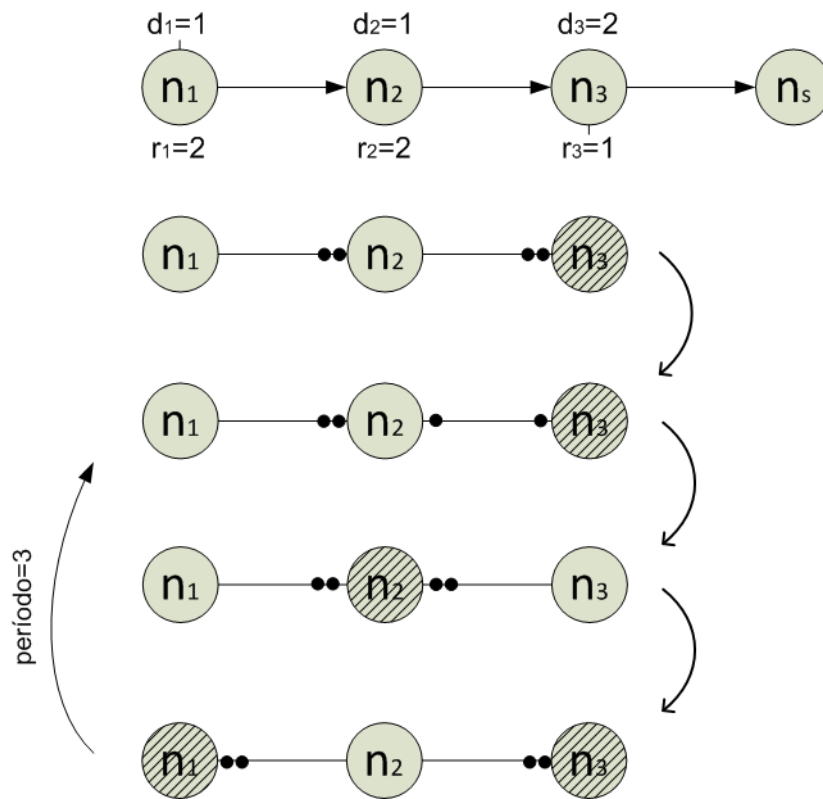 d₁=1 d₂=1 d₃=2
n₁ n₂ n₃ nₛ
r₁=2 r₂=2 r₃=1
n₁ n₂ n₃
n₁ n₂ n₃
n₁ n₂ n₃
período=3
n₁ n₂ n₃